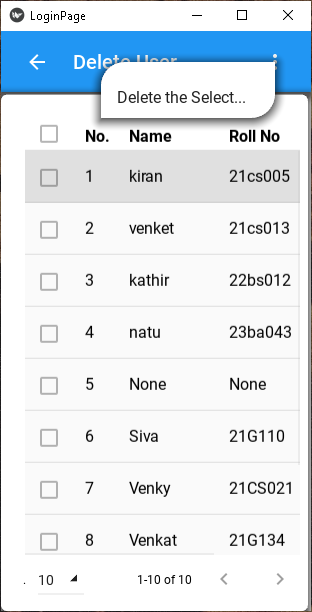 LoginPage
Delete User
Delete the Select...
No. Name Roll No
1 kiran 21cs005
2 venket 21cs013
3 kathir 22bs012
4 natu 23ba043
5 None None
6 Siva 21G110
7 Venky 21CS021
8 Venkat 21G134
. 10 1-10 of 10